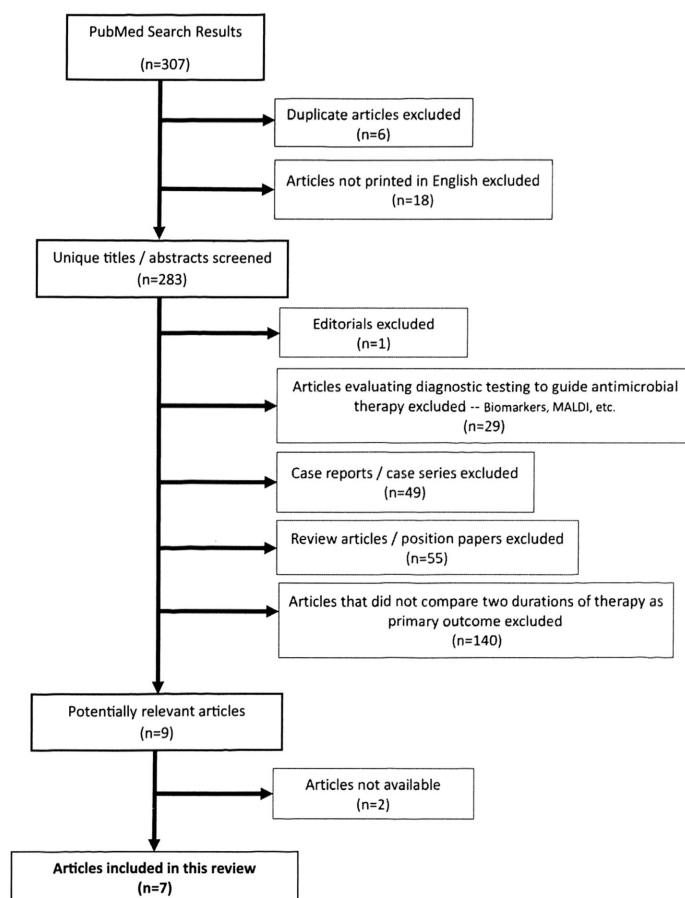 PubMed Search Results
(n=307)
Duplicate articles excluded
(n=6)
Articles not printed in English excluded
(n=18)
Unique titles / abstracts screened
(n=283)
Editorials excluded
(n=1)
Articles evaluating diagnostic testing to guide antimicrobial
therapy excluded -- Biomarkers, MALDI, etc.
(n=29)
Case reports / case series excluded
(n=49)
Review articles / position papers excluded
(n=55)
Articles that did not compare two durations of therapy as
primary outcome excluded
(n=140)
Potentially relevant articles
(n=9)
Articles not available
(n=2)
Articles included in this review
(n=7)